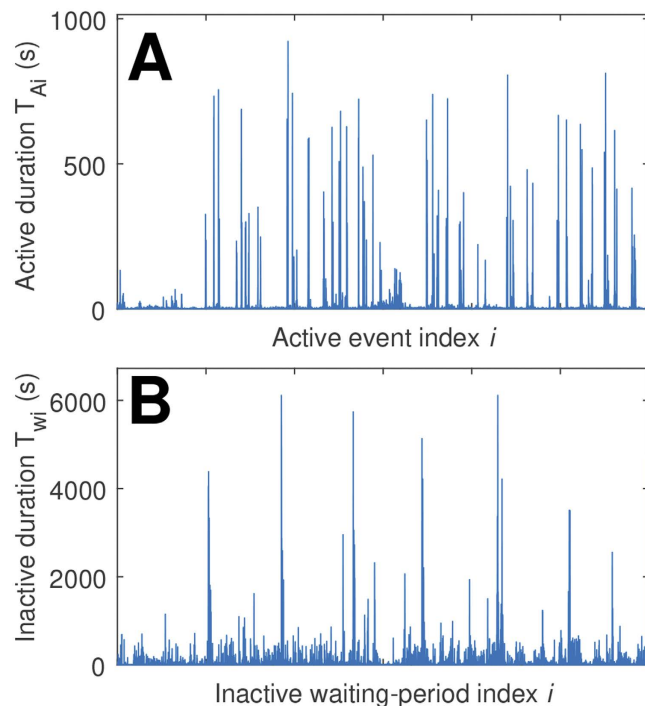 A
1000
500
0
Active duration T_Ai (s)
Active event index i
B
6000
4000
2000
0
Inactive duration T_wi (s)
Inactive waiting-period index i